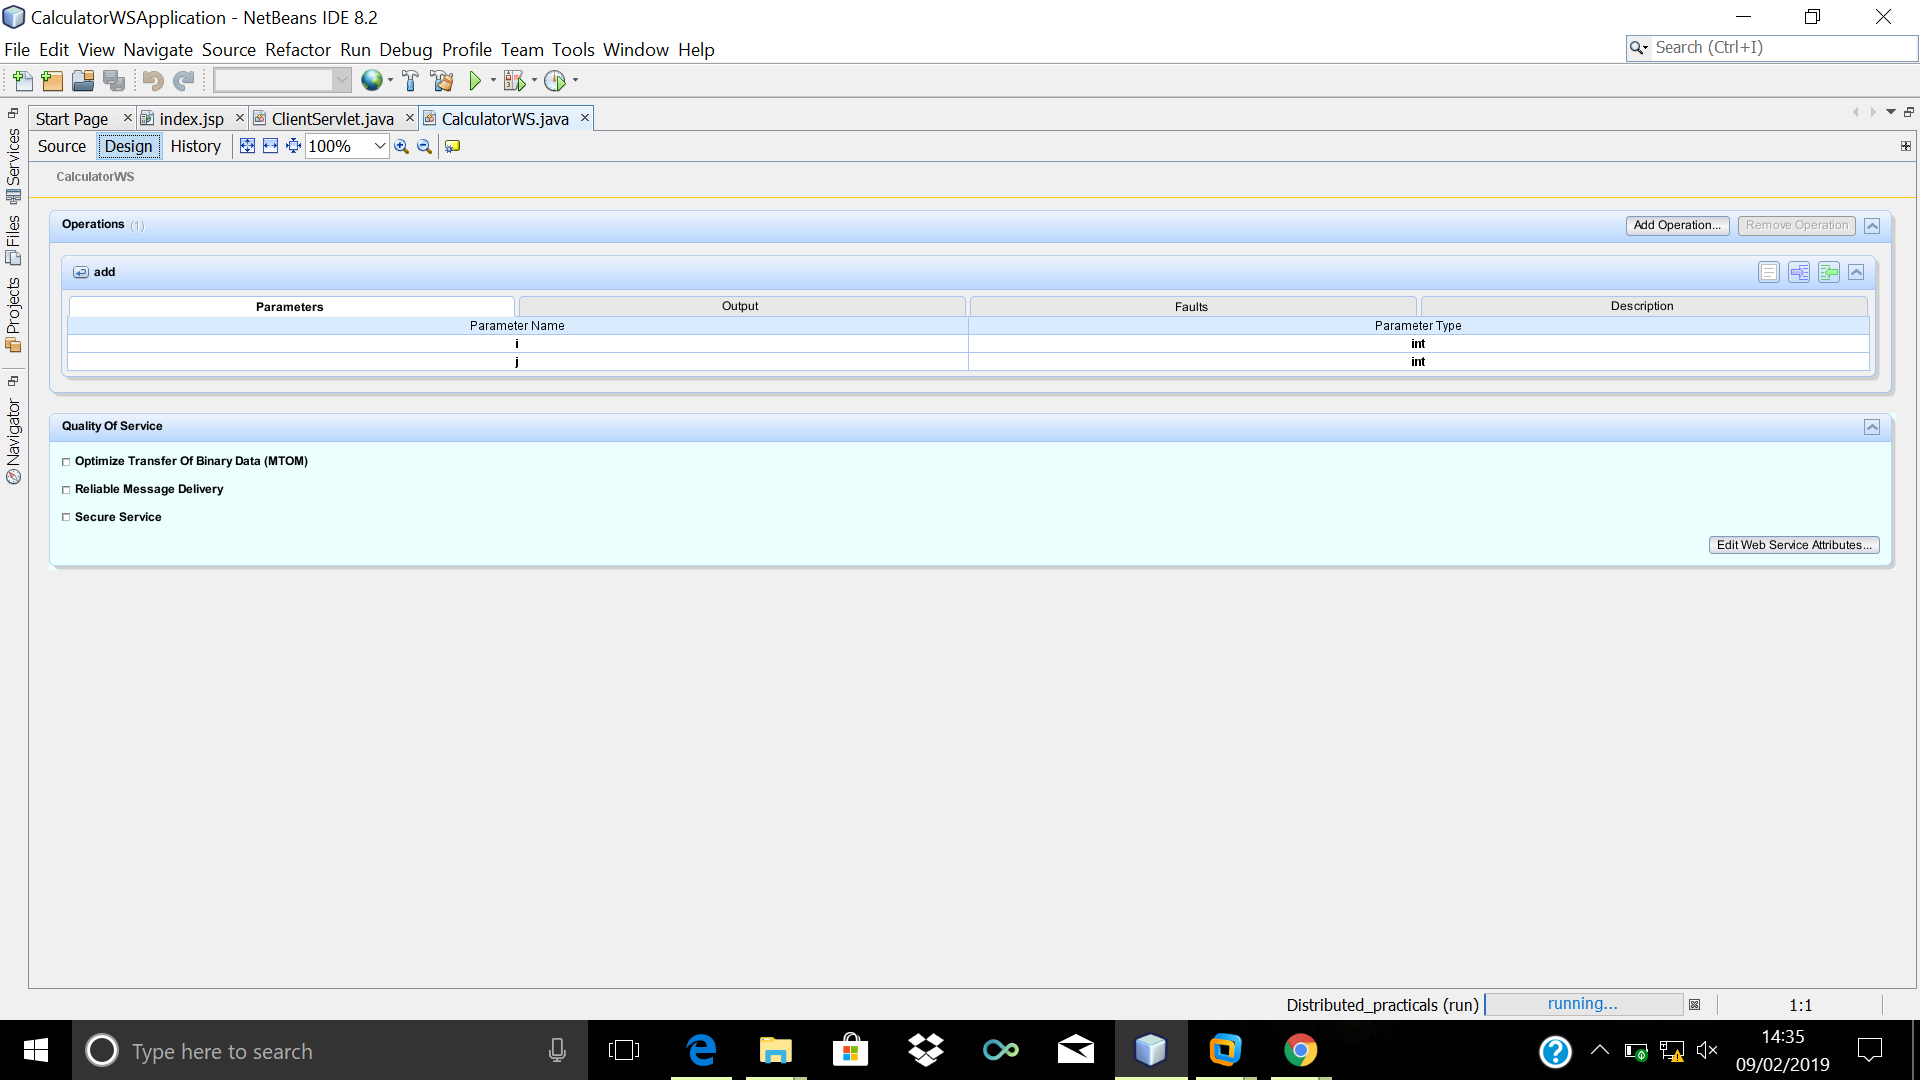 CalculatorWSApplication - NetBeans IDE 8.2
File Edit View Navigate Source Refactor Run Debug Profile Team Tools Window Help
Search (Ctrl+I)
Start Page index.jsp ClientServlet.java CalculatorWS.java
Source Design History 100%
Services
Files
Projects
Navigator
CalculatorWS
Operations (1) Add Operation... Remove Operation
add
Parameters Output Faults Description
Parameter Name Parameter Type
i int
j int
Quality Of Service
Optimize Transfer Of Binary Data (MTOM)
Reliable Message Delivery
Secure Service
Edit Web Service Attributes...
Distributed_practicals (run) running... 1:1
Type here to search
14:35
09/02/2019